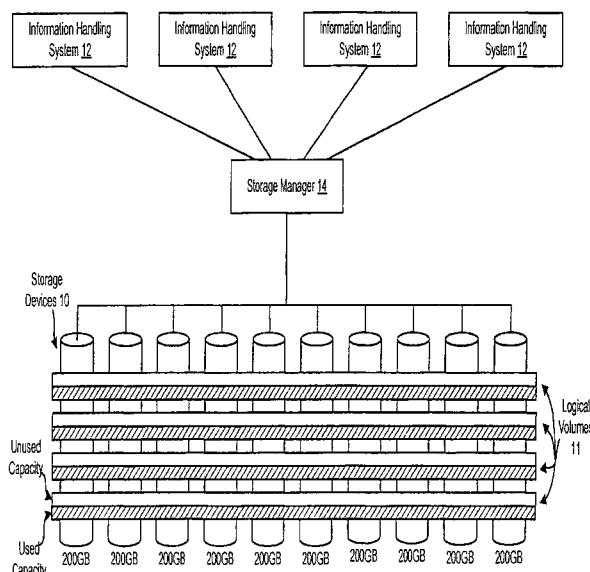 Information Handling
System 12
Information Handling
System 12
Information Handling
System 12
Information Handling
System 12
Storage Manager 14
Storage
Devices 10
Logical
Volumes
11
Unused
Capacity
Used
Capacity
200GB 200GB 200GB 200GB 200GB 200GB 200GB 200GB 200GB 200GB